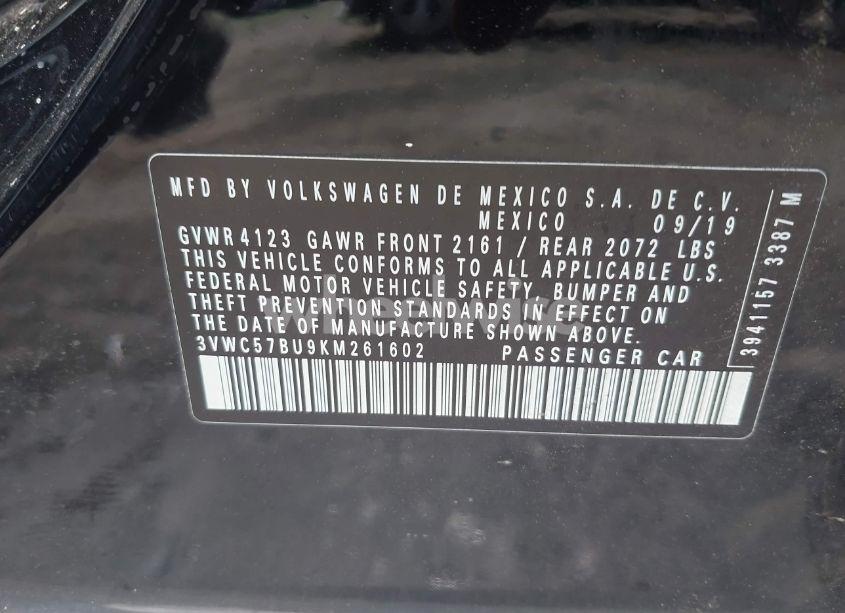 MFD BY VOLKSWAGEN DE MEXICO S.A. DE C.V.
MEXICO 09/19
GVWR 4123 GAWR FRONT 2161 / REAR 2072 LBS
THIS VEHICLE CONFORMS TO ALL APPLICABLE U.S.
FEDERAL MOTOR VEHICLE SAFETY, BUMPER AND
THEFT PREVENTION STANDARDS IN EFFECT ON
THE DATE OF MANUFACTURE SHOWN ABOVE.
3VWC57BU9KM261602 PASSENGER CAR
3941157 3387 M